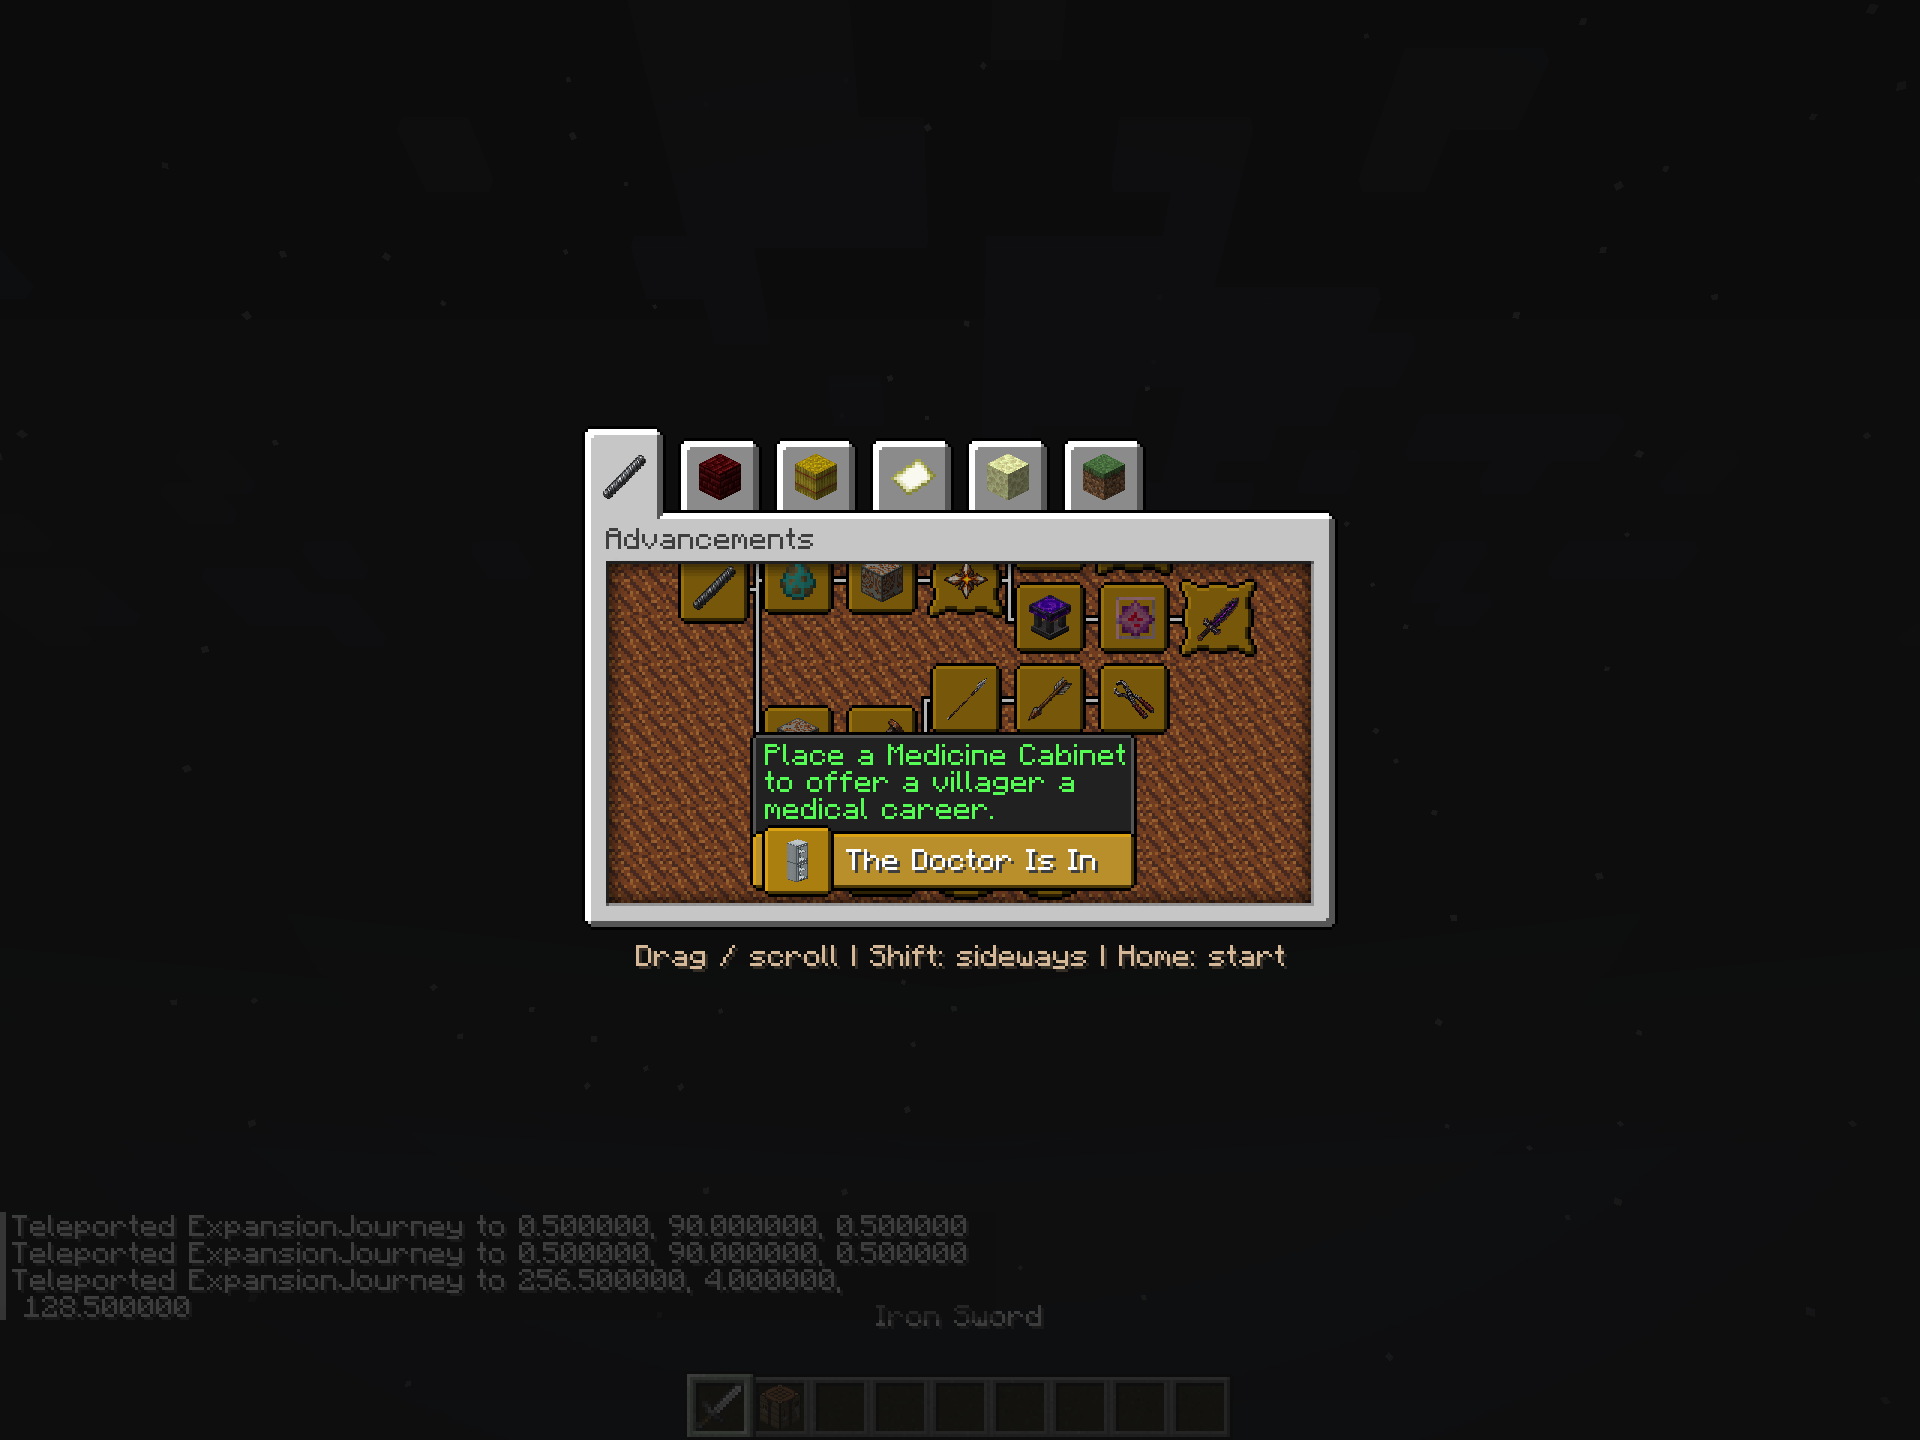 Advancements
Place a Medicine Cabinet
to offer a villager a
medical career.
The Doctor Is In
Drag / scroll | Shift: sideways | Home: start
Teleported ExpansionJourney to 0.500000, 90.000000, 0.500000
Teleported ExpansionJourney to 0.500000, 90.000000, 0.500000
Teleported ExpansionJourney to 256.500000, 4.000000,
128.500000
Iron Sword